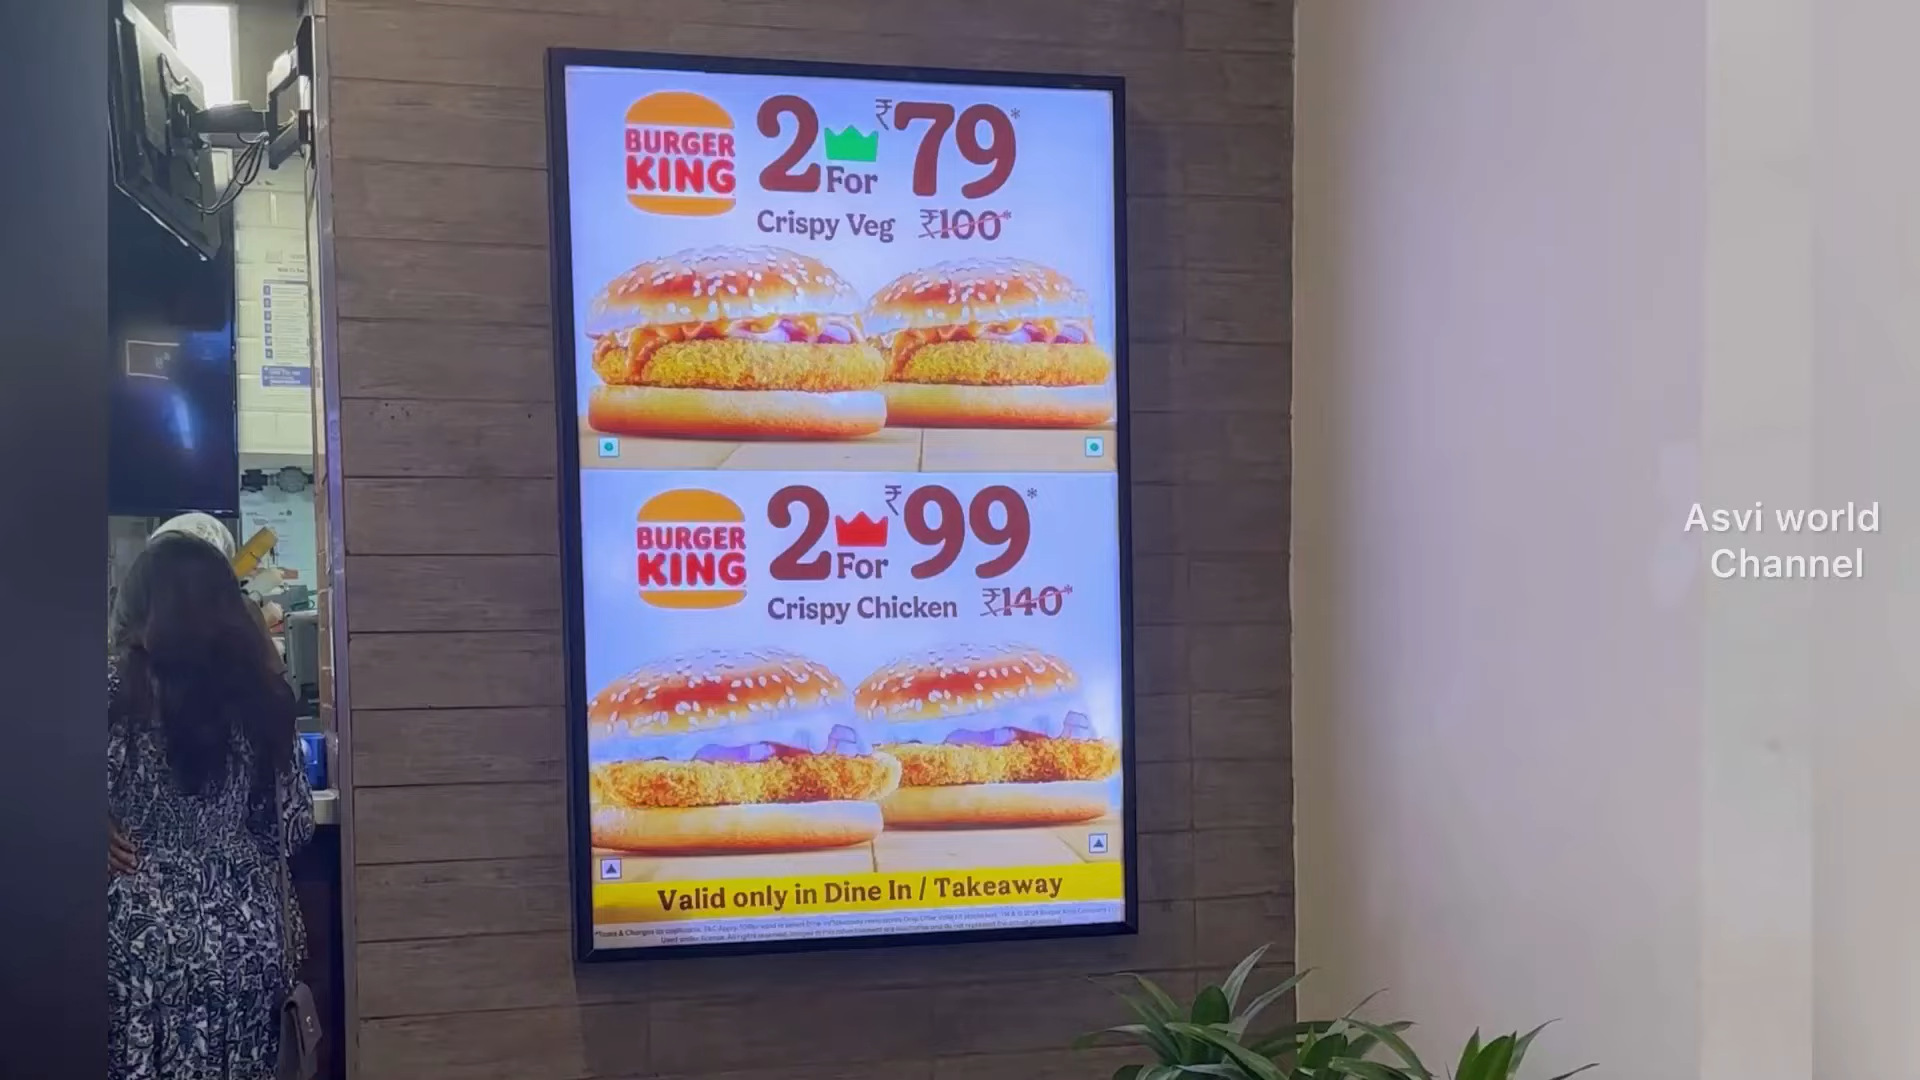 BURGER
KING
2 For ₹79*
Crispy Veg ₹100*
BURGER
KING
2 For ₹99*
Crispy Chicken ₹140*
Valid only in Dine In / Takeaway
Asvi world
Channel